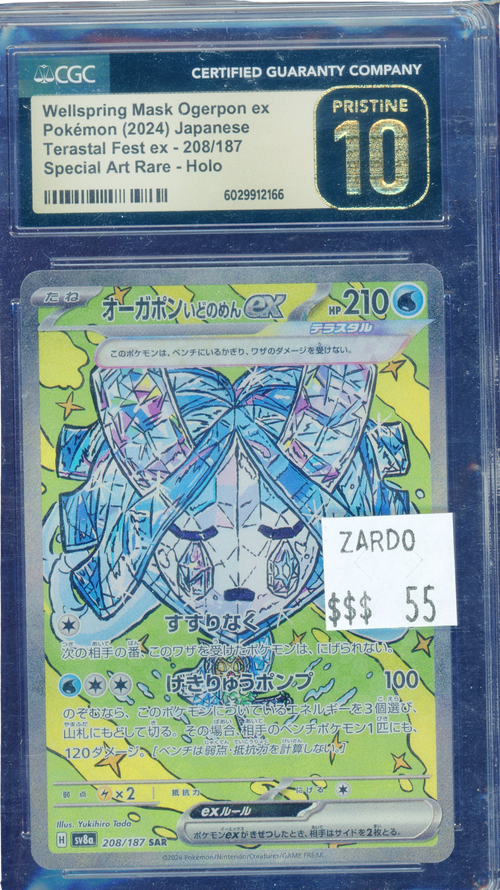 CGC
CERTIFIED GUARANTY COMPANY
Wellspring Mask Ogerpon ex
Pokémon (2024) Japanese
Terastal Fest ex - 208/187
Special Art Rare - Holo
6029912166
PRISTINE
10
たね
オーガポンいどのめんex
HP210
テラスタル
このポケモンは、ベンチにいるかぎり、ワザのダメージを受けない。
ZARDO
$$$ 55
すすりなく
次の相手の番、このワザを受けたポケモンは、にげられない。
げきりゅうポンプ 100
のぞむなら、このポケモンについているエネルギーを3個選び、
山札にもどして切る。その場合、相手のベンチポケモン1匹にも、
120ダメージ。[ベンチは弱点・抵抗力を計算しない。]
弱点 ×2 抵抗力 にげる
exルール
ポケモンexがきぜつしたとき、相手はサイドを2枚とる。
Illus. Yukihiro Tada
H sv8a 208/187 SAR
©2024 Pokémon/Nintendo/Creatures/GAME FREAK